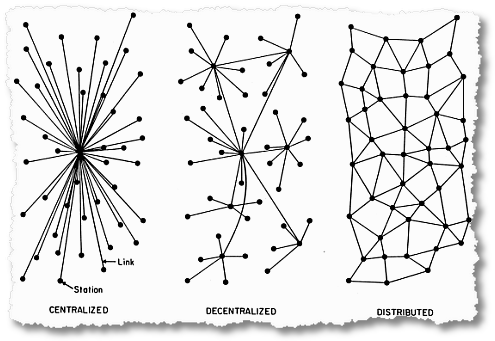 Link
Station
CENTRALIZED
DECENTRALIZED
DISTRIBUTED